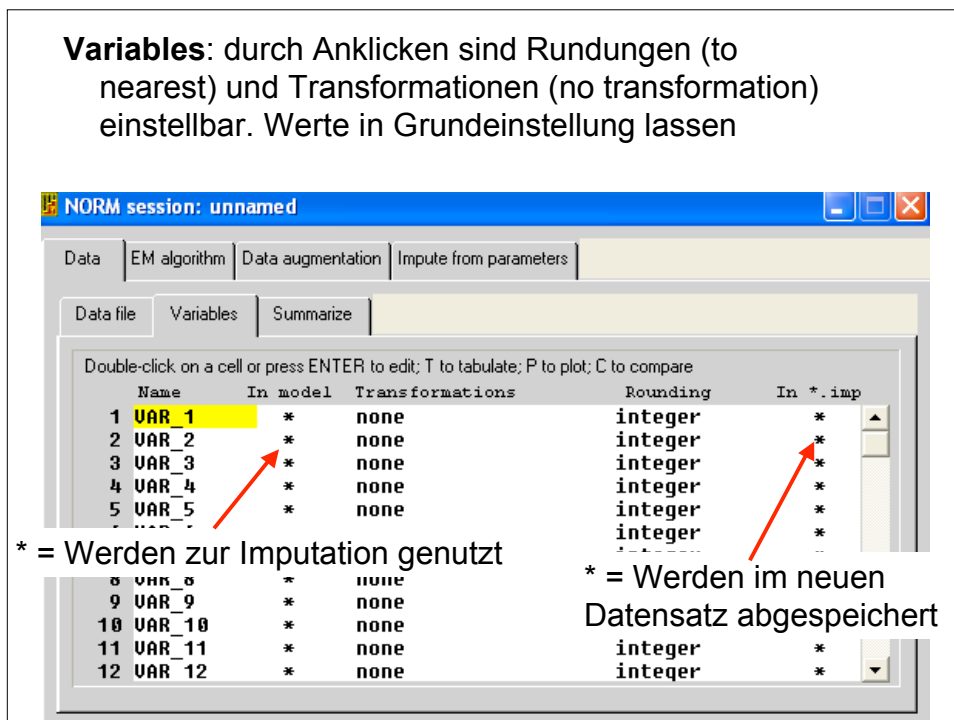 Variables: durch Anklicken sind Rundungen (to
nearest) und Transformationen (no transformation)
einstellbar. Werte in Grundeinstellung lassen
NORM session: unnamed
Data EM algorithm Data augmentation Impute from parameters
Data file Variables Summarize
Double-click on a cell or press ENTER to edit; T to tabulate; P to plot; C to compare
Name In model Transformations Rounding In *.imp
1 VAR_1 * none integer *
2 VAR_2 * none integer *
3 VAR_3 * none integer *
4 VAR_4 * none integer *
5 VAR_5 * none integer *
integer *
* = Werden zur Imputation genutzt
* = Werden im neuen
Datensatz abgespeichert
8 VAR_8 * none
9 VAR_9 * none
10 VAR_10 * none
11 VAR_11 * none integer *
12 VAR_12 * none integer *